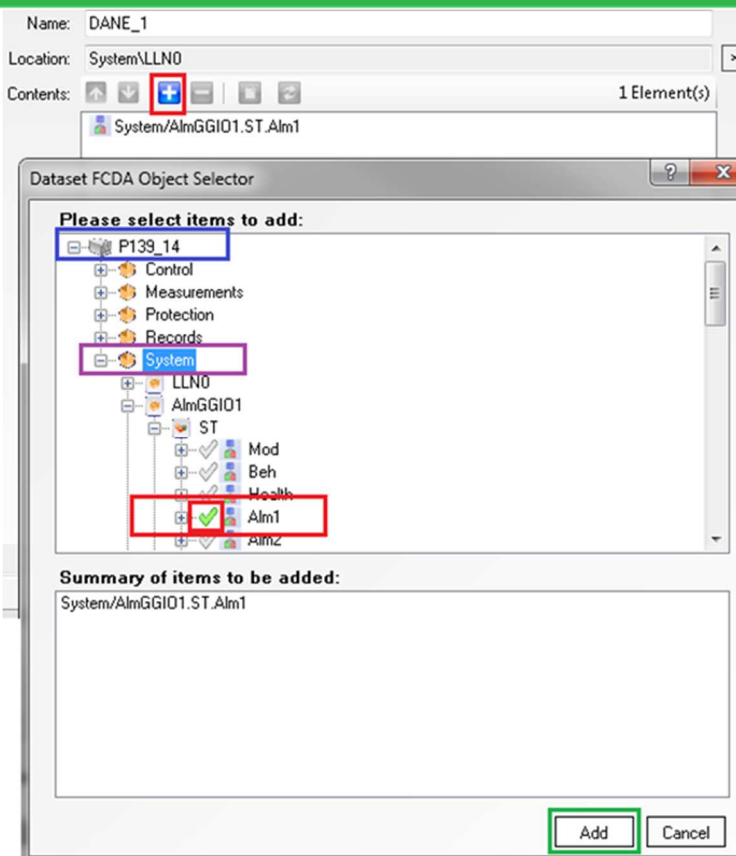 Name: DANE_1
Location: System\LLN0
Contents: 1 Element(s)
System/AlmGGIO1.ST.Alm1
Dataset FCDA Object Selector
Please select items to add:
P139_14
Control
Measurements
Protection
Records
System
LLN0
AlmGGIO1
ST
Mod
Beh
Health
Alm1
Alm2
Summary of items to be added:
System/AlmGGIO1.ST.Alm1
Add Cancel